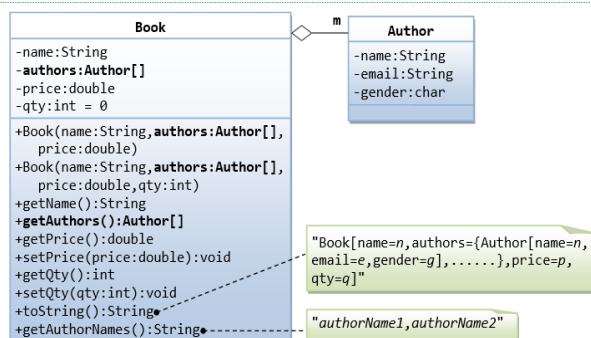 Book
-name:String
-authors:Author[]
-price:double
-qty:int = 0
+Book(name:String,authors:Author[],
price:double)
+Book(name:String,authors:Author[],
price:double,qty:int)
+getName():String
+getAuthors():Author[]
+getPrice():double
+setPrice(price:double):void
+getQty():int
+setQty(qty:int):void
+toString():String
+getAuthorNames():String
m
Author
-name:String
-email:String
-gender:char
"Book[name=n,authors={Author[name=n,
email=e,gender=g],......},price=p,
qty=q]"
"authorName1,authorName2"